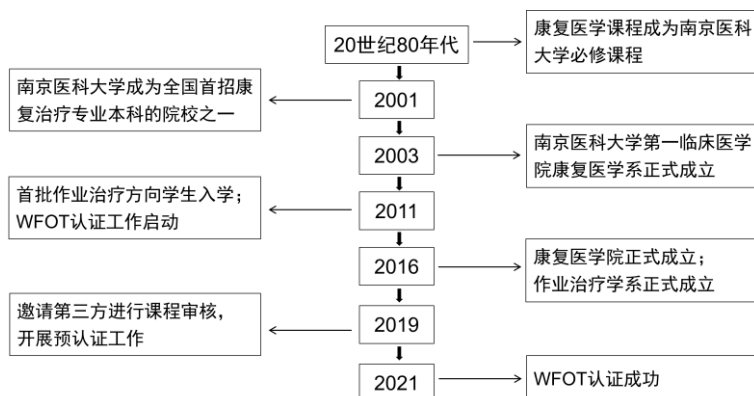 20世纪80年代
康复医学课程成为南京医科
大学必修课程
南京医科大学成为全国首招康
复治疗专业本科的院校之一
2001
2003
南京医科大学第一临床医学
院康复医学系正式成立
首批作业治疗方向学生入学；
WFOT认证工作启动
2011
2016
康复医学院正式成立；
作业治疗学系正式成立
邀请第三方进行课程审核，
开展预认证工作
2019
2021
WFOT认证成功